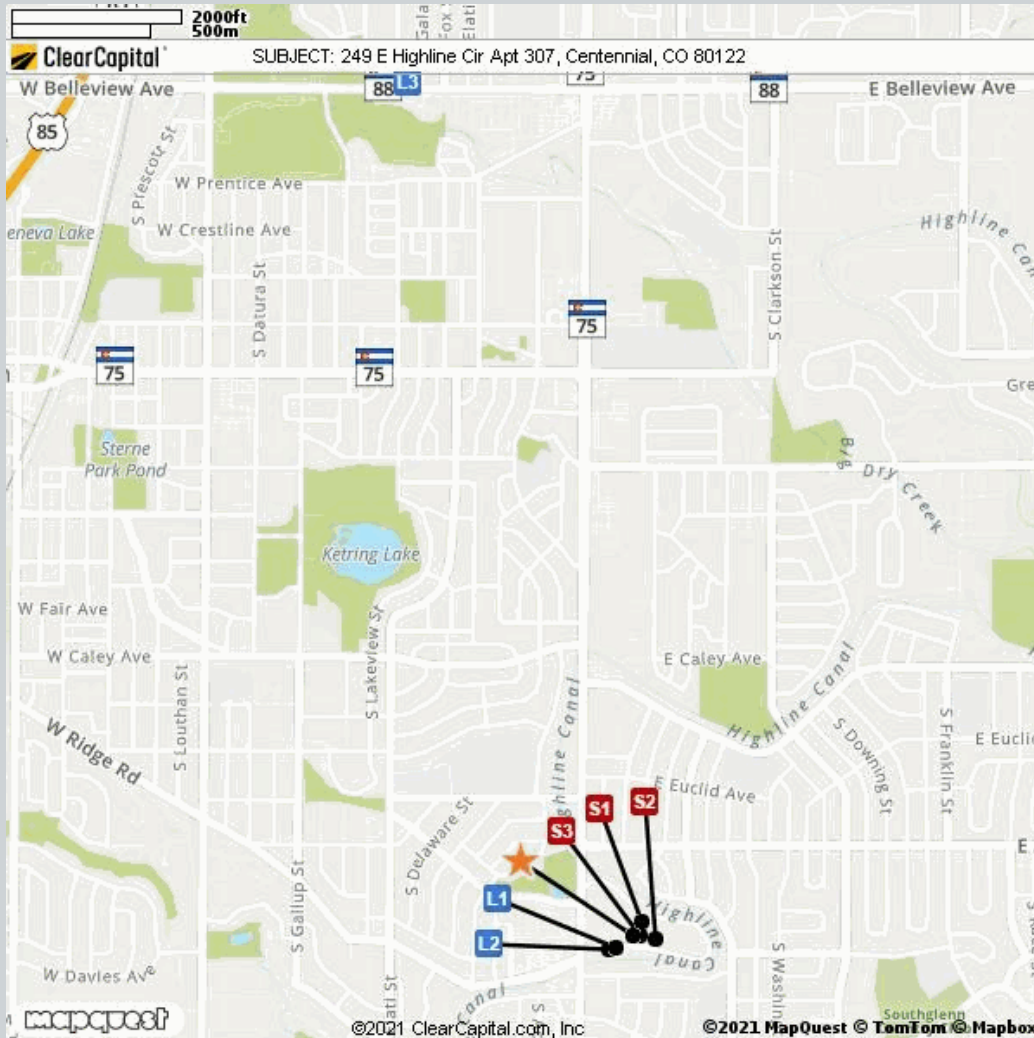 2000ft
500m
ClearCapital
SUBJECT: 249 E Highline Cir Apt 307, Centennial, CO 80122
W Belleview Ave
88
L3
88
E Belleview Ave
85
S Prescott St
W Prentice Ave
W Crestline Ave
eneva Lake
Highline Can
S Datura St
S Clarkson St
75
75
75
Gre
Sterne
Park Pond
Big Dry Creek
Ketring Lake
W Fair Ave
W Caley Ave
E Caley Ave
S Lakeview St
S Louthan St
Highline Canal
Highline Canal
W Ridge Rd
S Downing St
S Franklin St
E Euclid Ave
E Eucli
S Delaware St
S3
S1
S2
E
L1
L2
S Gallup St
Highline
Canal
S Washin
W Davies Ave
Canal
ati St
Southglenn
mapquest
©2021 ClearCapital.com, Inc
©2021 MapQuest © TomTom © Mapbox